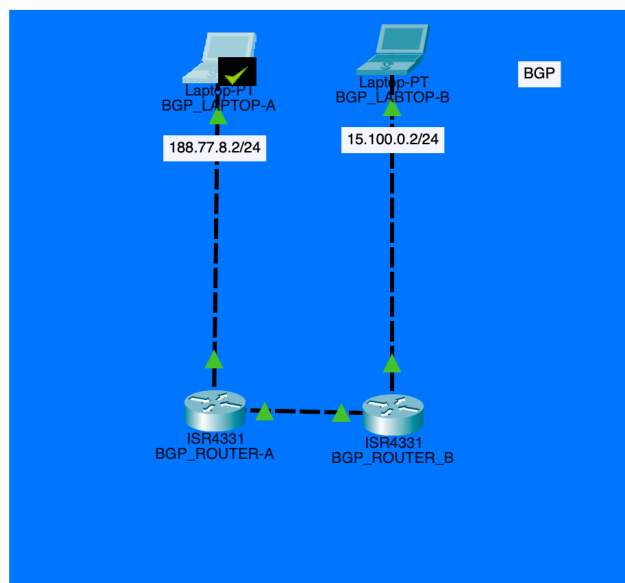 Laptop-PT
BGP_LAPTOP-A
Laptop-PT
BGP_LABTOP-B
BGP
188.77.8.2/24
15.100.0.2/24
ISR4331
BGP_ROUTER-A
ISR4331
BGP_ROUTER_B